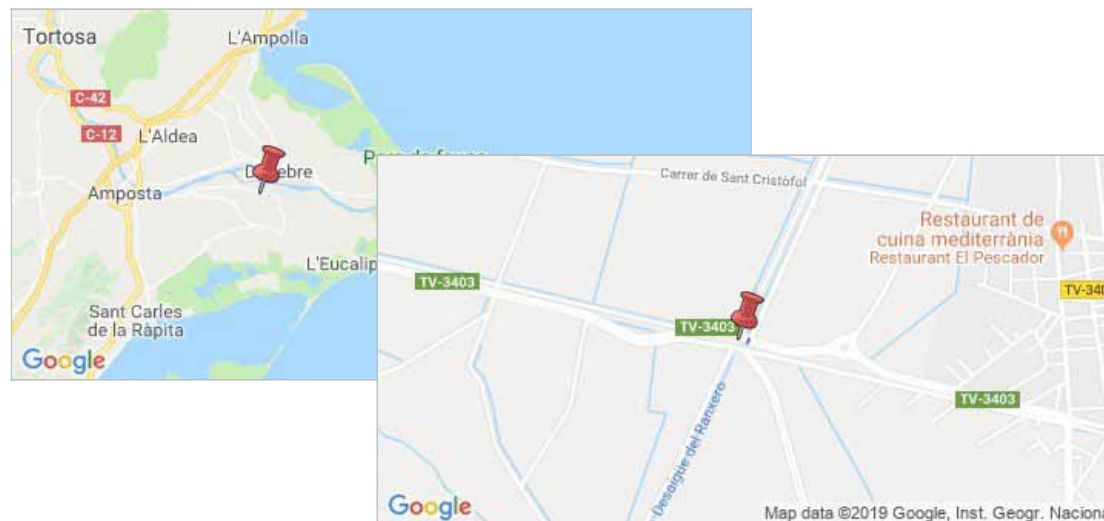 Tortosa
L'Ampolla
C-42
C-12
L'Aldea
Amposta
L'Eucalip
Sant Carles
de la Ràpita
Google
Carrer de Sant Cristòfol
Restaurant de
cuina mediterrània
Restaurant El Pescador
TV-3403
TV-340
TV-3403
TV-3403
Desaigüe del Ranxero
Google
Map data ©2019 Google, Inst. Geogr. Naciona